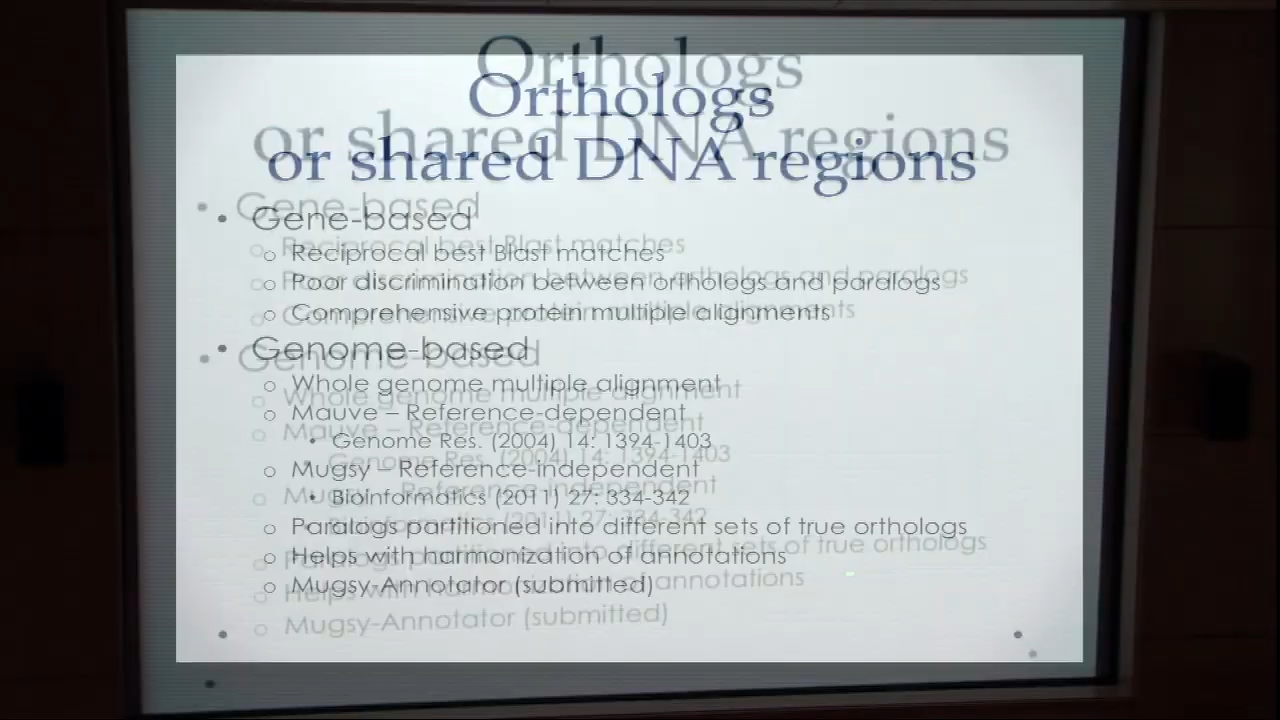 Orthologs
or shared DNA regions
• Gene-based
o Reciprocal best Blast matches
o Poor discrimination between orthologs and paralogs
o Comprehensive protein multiple alignments
• Genome-based
o Whole genome multiple alignment
o Mauve – Reference-dependent
• Genome Res. (2004) 14: 1394-1403
o Mugsy – Reference-independent
• Bioinformatics (2011) 27: 334-342
o Paralogs partitioned into different sets of true orthologs
o Helps with harmonization of annotations
o Mugsy-Annotator (submitted)